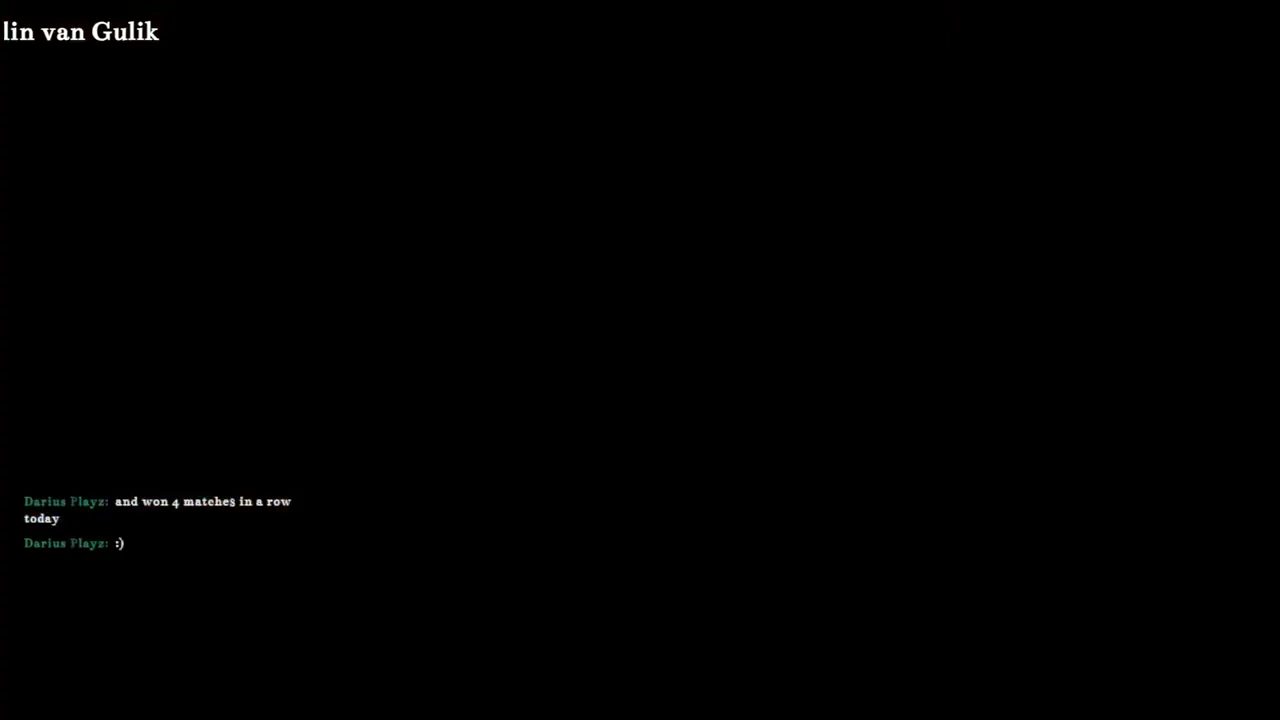 lin van Gulik
Darius Playz: and won 4 matches in a row
today
Darius Playz: :)